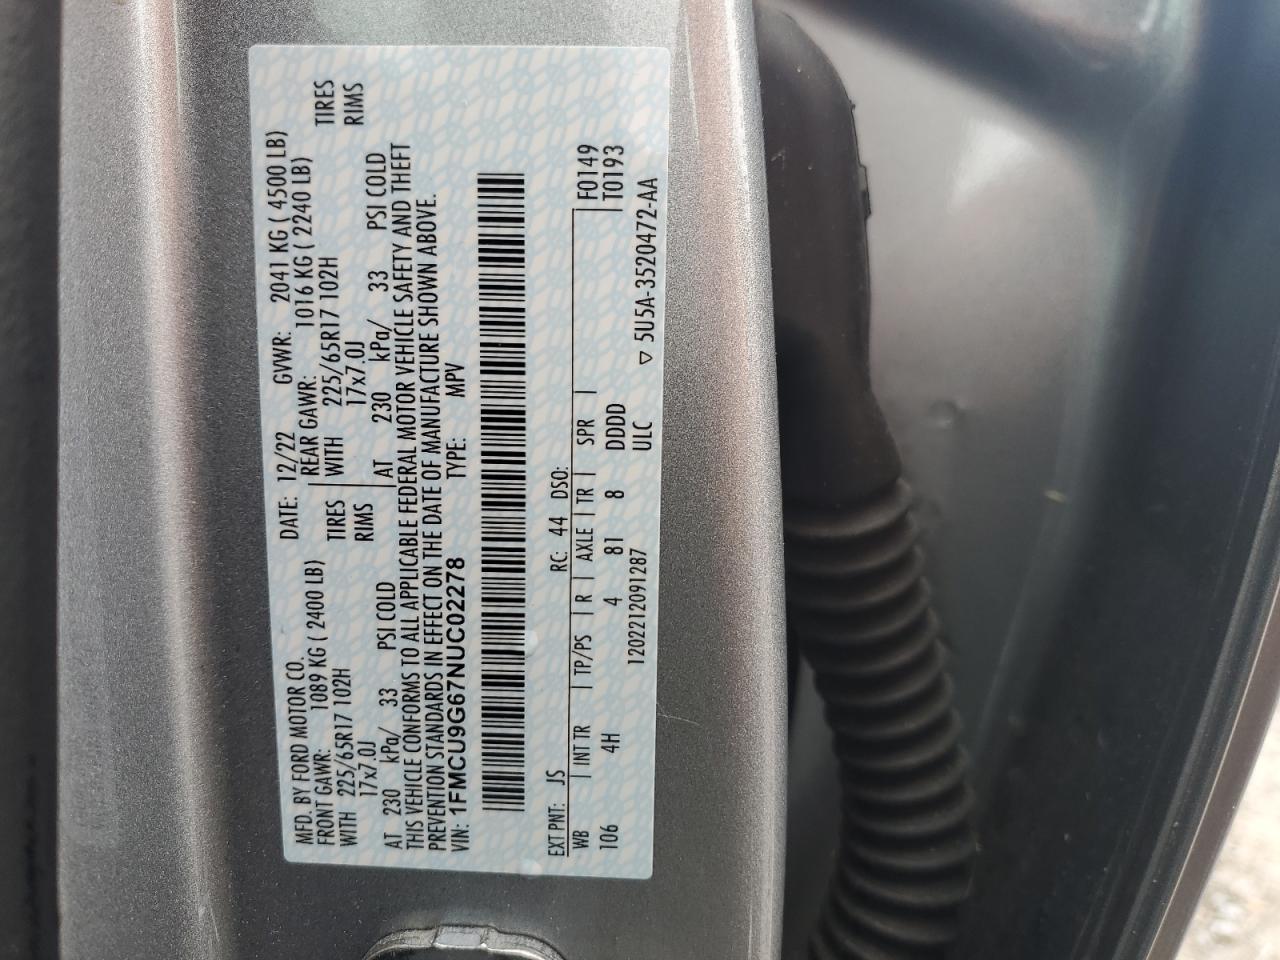 MFD. BY FORD MOTOR CO. DATE: 12/22 GVWR: 2041 KG ( 4500 LB)
FRONT GAWR: 1089 KG ( 2400 LB) REAR GAWR: 1016 KG ( 2240 LB)
WITH 225/65R17 102H TIRES WITH 225/65R17 102H TIRES
17x7.0J RIMS 17x7.0J RIMS
AT 230 kPa/ 33 PSI COLD AT 230 kPa/ 33 PSI COLD
THIS VEHICLE CONFORMS TO ALL APPLICABLE FEDERAL MOTOR VEHICLE SAFETY AND THEFT
PREVENTION STANDARDS IN EFFECT ON THE DATE OF MANUFACTURE SHOWN ABOVE.
VIN: 1FMCU9G67NUC02278 TYPE: MPV
EXT PNT: JS RC: 44 DSO: F0149
WB INT TR TP/PS R AXLE TR SPR T0193
106 4H 4 81 8 DDDD
1202212091287 ULC ▽ 5U5A-3520472-AA